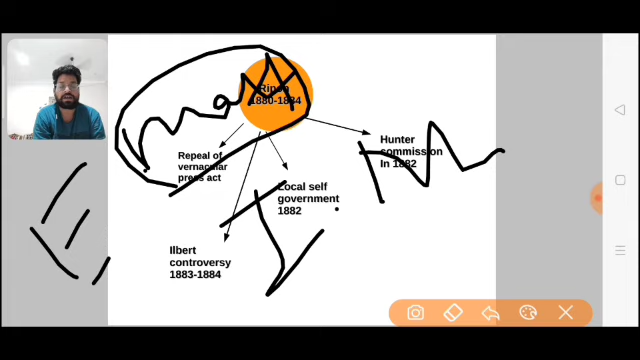 Ripon
1880-1884
Hunter
commission
In 1882
Repeal of
vernacular
press act
Local self
government
1882
Ilbert
controversy
1883-1884